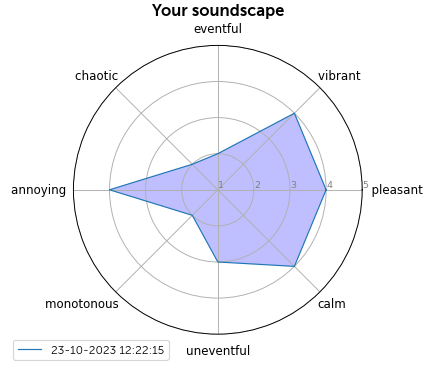 Your soundscape
eventful
chaotic
vibrant
annoying
1 2 3 4 5
pleasant
monotonous
calm
uneventful
23-10-2023 12:22:15